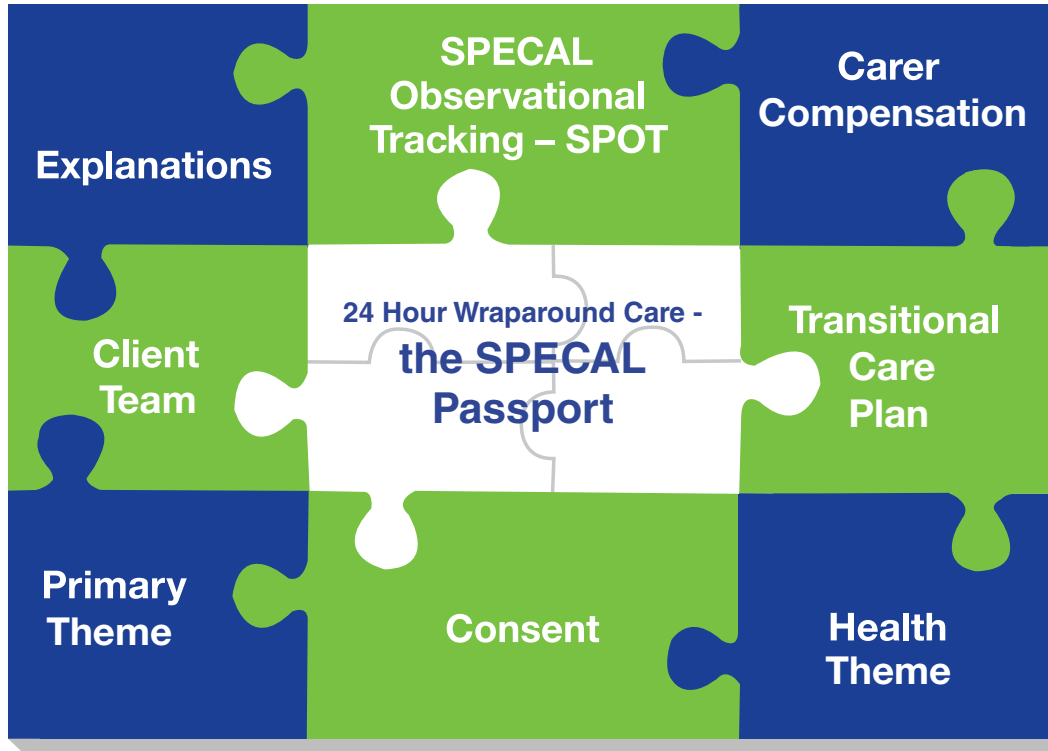 Explanations
SPECAL
Observational
Tracking – SPOT
Carer
Compensation
Client
Team
24 Hour Wraparound Care -
the SPECAL
Passport
Transitional
Care
Plan
Primary
Theme
Consent
Health
Theme